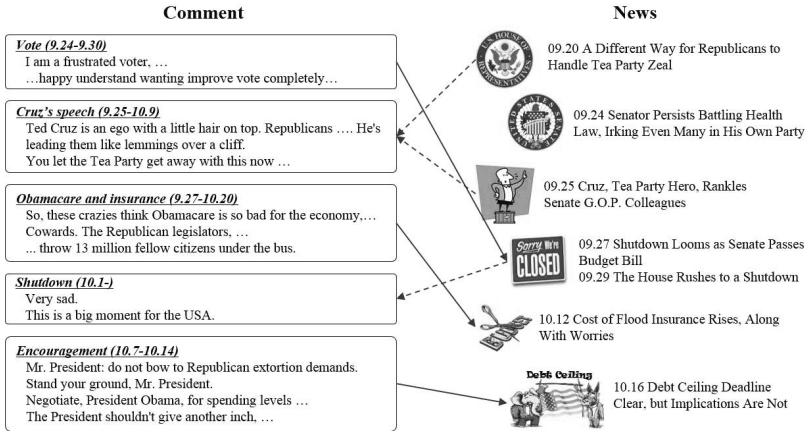 Comment
Vote (9.24-9.30)
I am a frustrated voter, …
…happy understand wanting improve vote completely…
Cruz's speech (9.25-10.9)
Ted Cruz is an ego with a little hair on top. Republicans …. He's
leading them like lemmings over a cliff.
You let the Tea Party get away with this now …
Obamacare and insurance (9.27-10.20)
So, these crazies think Obamacare is so bad for the economy,…
Cowards. The Republican legislators, …
... throw 13 million fellow citizens under the bus.
Shutdown (10.1-)
Very sad.
This is a big moment for the USA.
Encouragement (10.7-10.14)
Mr. President: do not bow to Republican extortion demands.
Stand your ground, Mr. President.
Negotiate, President Obama, for spending levels …
The President shouldn't give another inch, …
News
U.S. HOUSE OF
REPRESENTATIVES
09.20 A Different Way for Republicans to
Handle Tea Party Zeal
UNITED STATES SENATE
09.24 Senator Persists Battling Health
Law, Irking Even Many in His Own Party
09.25 Cruz, Tea Party Hero, Rankles
Senate G.O.P. Colleagues
Sorry We're
CLOSED
09.27 Shutdown Looms as Senate Passes
Budget Bill
09.29 The House Rushes to a Shutdown
10.12 Cost of Flood Insurance Rises, Along
With Worries
Debt Ceiling
10.16 Debt Ceiling Deadline
Clear, but Implications Are Not